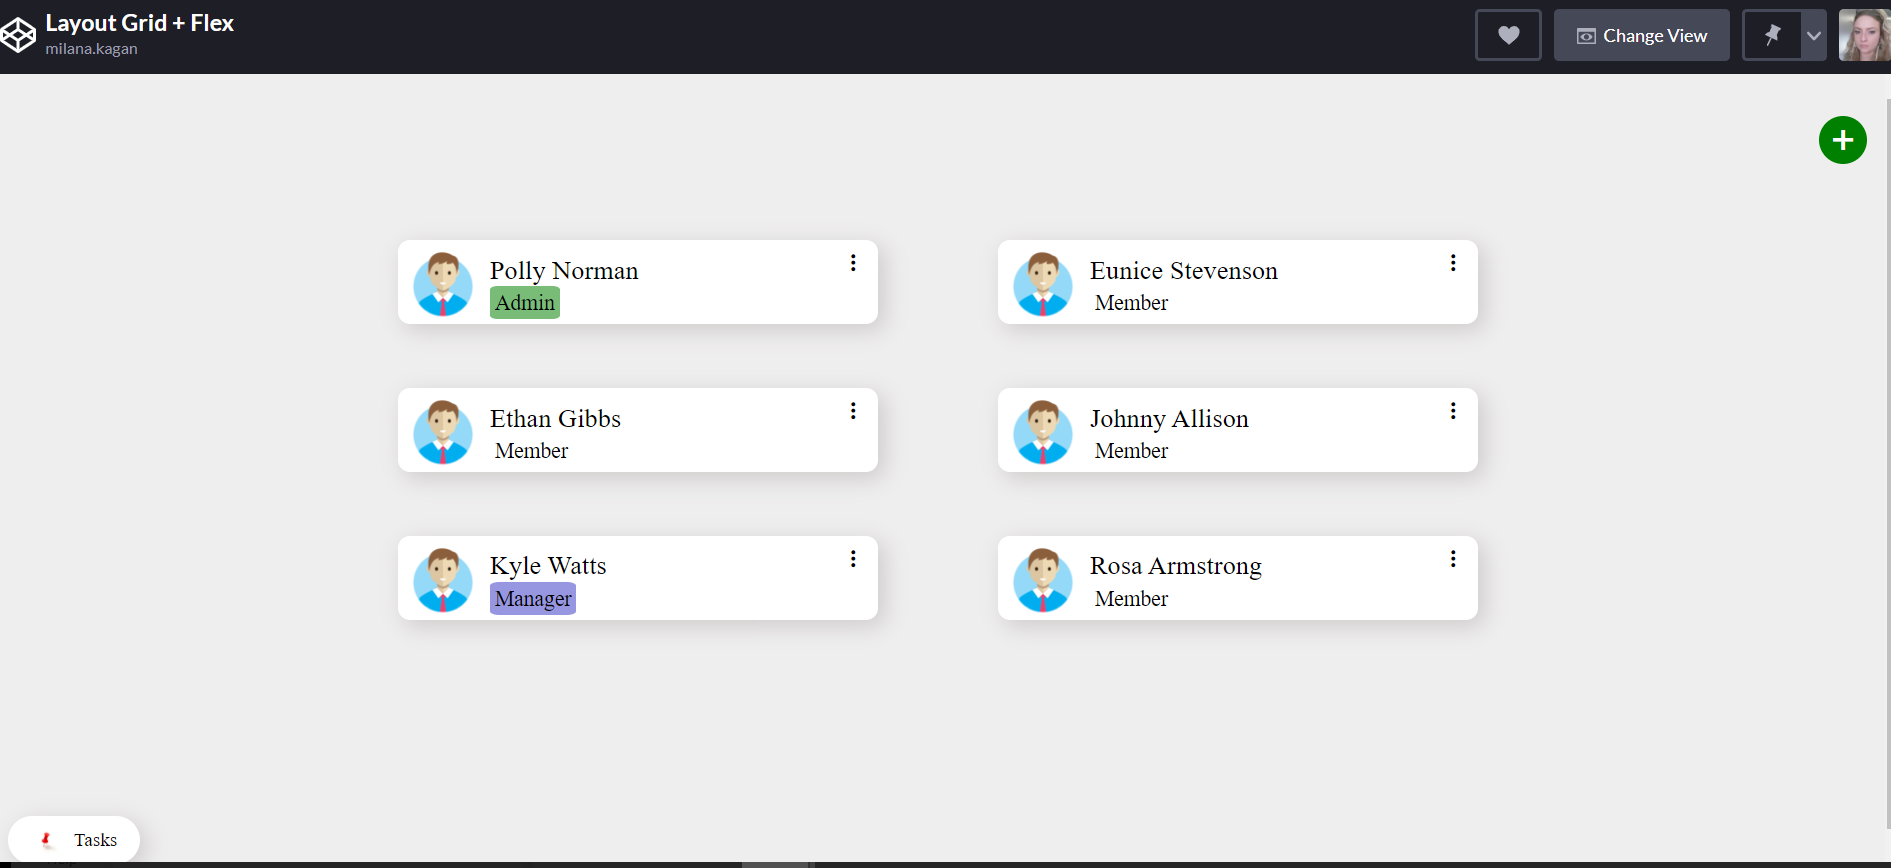 Layout Grid + Flex
milana.kagan
Change View
Polly Norman
Admin
Eunice Stevenson
Member
Ethan Gibbs
Member
Johnny Allison
Member
Kyle Watts
Manager
Rosa Armstrong
Member
Tasks